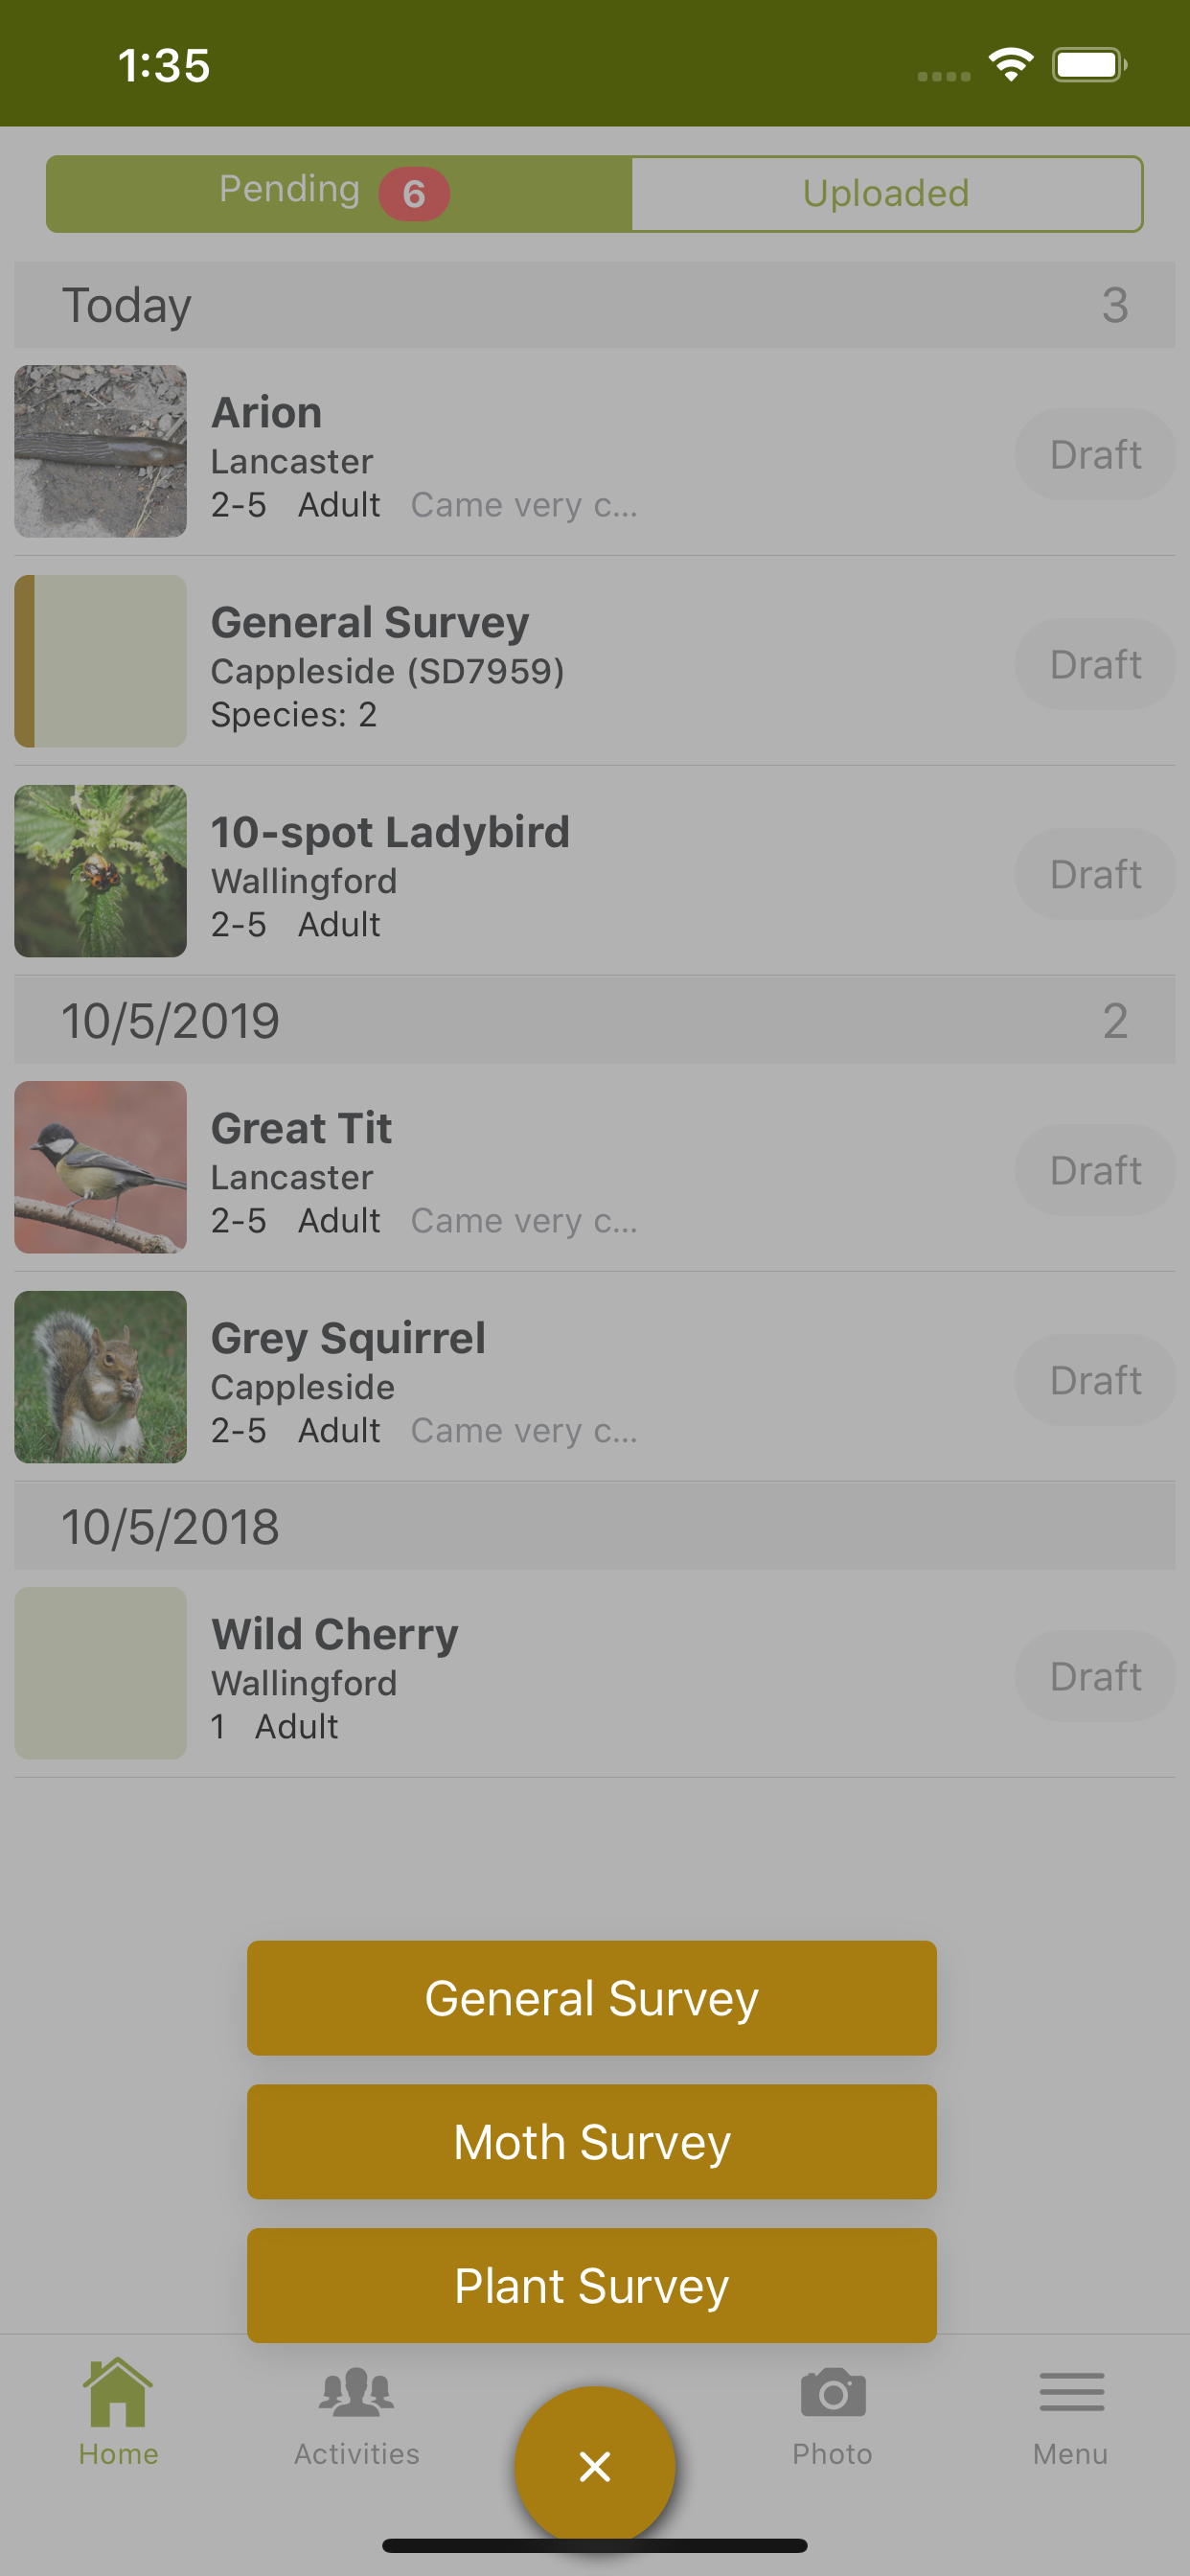 1:35
Pending 6 Uploaded
Today 3
Arion
Lancaster
2-5 Adult Came very c...
Draft
General Survey
Cappleside (SD7959)
Species: 2
Draft
10-spot Ladybird
Wallingford
2-5 Adult
Draft
10/5/2019 2
Great Tit
Lancaster
2-5 Adult Came very c...
Draft
Grey Squirrel
Cappleside
2-5 Adult Came very c...
Draft
10/5/2018
Wild Cherry
Wallingford
1 Adult
Draft
General Survey
Moth Survey
Plant Survey
Home Activities Photo Menu